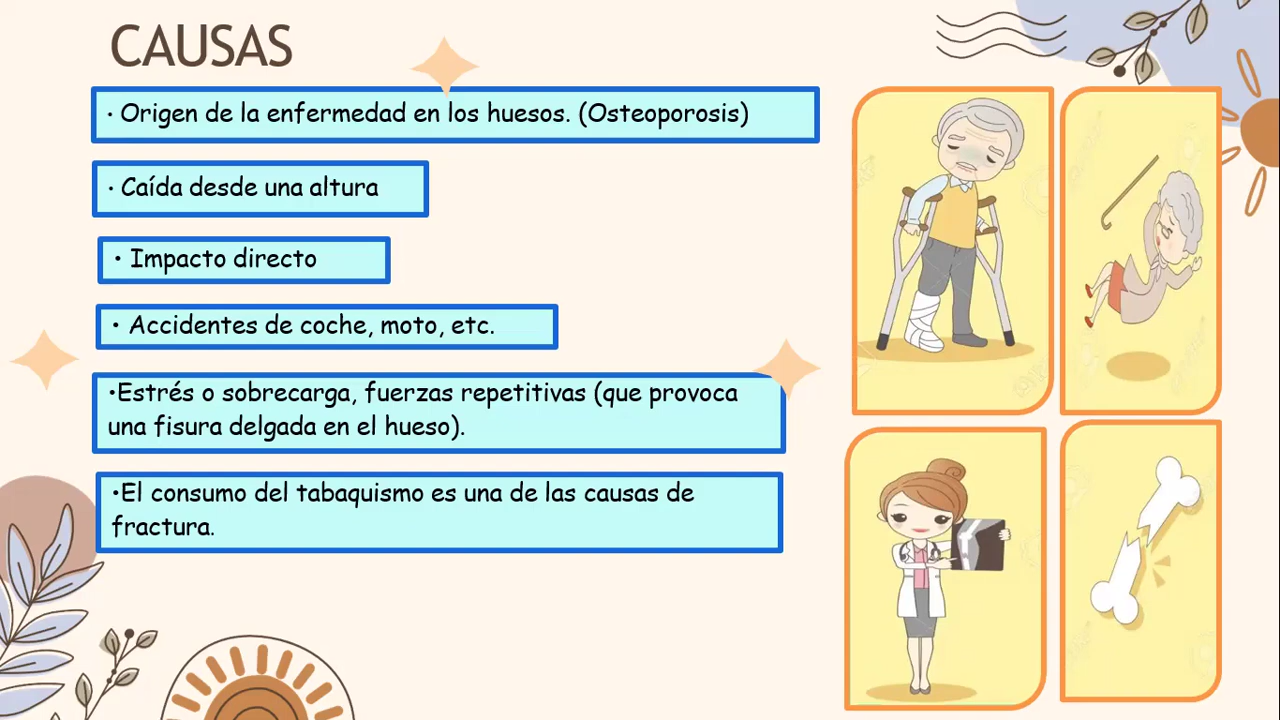 CAUSAS
· Origen de la enfermedad en los huesos. (Osteoporosis)
· Caída desde una altura
• Impacto directo
• Accidentes de coche, moto, etc.
•Estrés o sobrecarga, fuerzas repetitivas (que provoca
una fisura delgada en el hueso).
•El consumo del tabaquismo es una de las causas de
fractura.